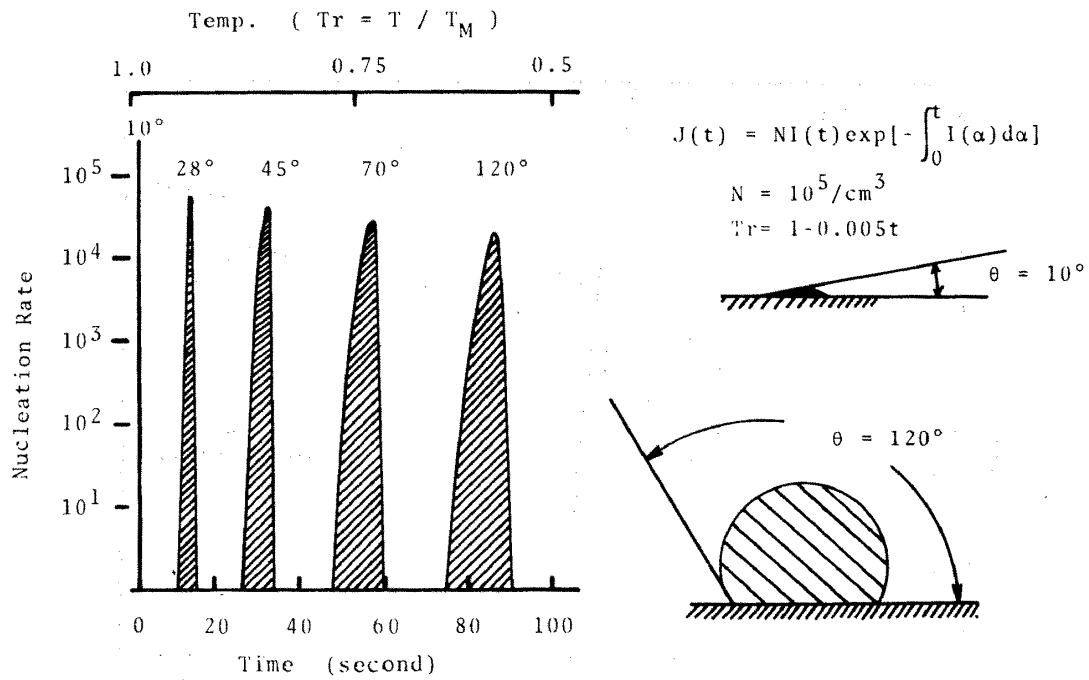 Temp. ( Tr = T / T_M )
1.0 0.75 0.5
10°
28° 45° 70° 120°
10^5
10^4
10^3
10^2
10^1
Nucleation Rate
0 20 40 60 80 100
Time (second)
J(t) = NI(t)exp[-∫_0^t I(α)dα]
N = 10^5/cm^3
Tr= 1-0.005t
θ = 10°
θ = 120°